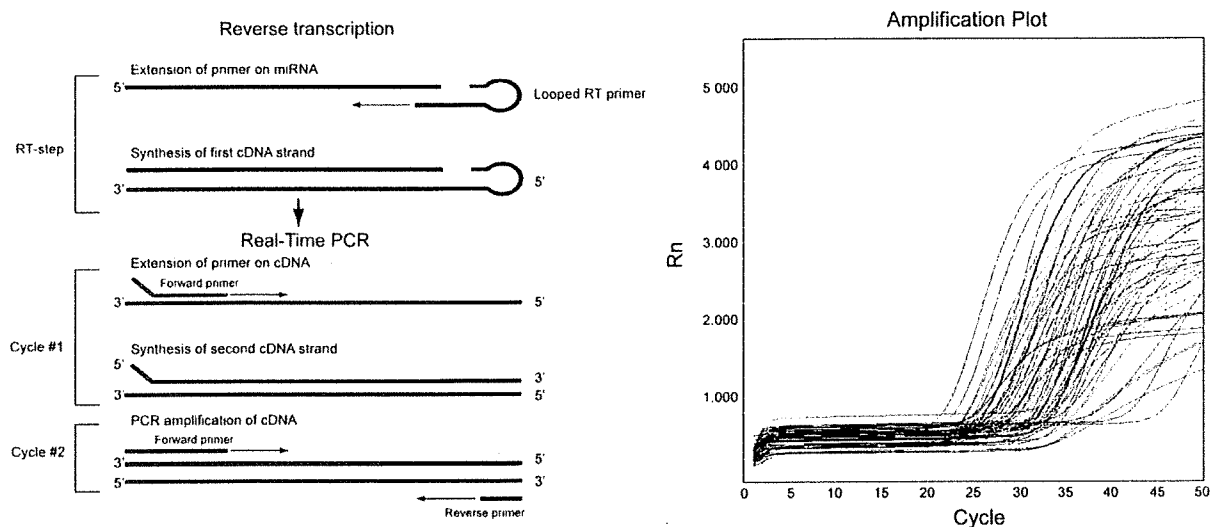 Reverse transcription
Extension of primer on miRNA
5'
Looped RT primer
RT-step
Synthesis of first cDNA strand
3'
5'
Real-Time PCR
Extension of primer on cDNA
Forward primer
3'
5'
Cycle #1
Synthesis of second cDNA strand
5'
3'
3'
5'
PCR amplification of cDNA
Forward primer
Cycle #2
3'
5'
5'
3'
Reverse primer
Amplification Plot
5 000
4 000
3.000
2.000
1.000
Rn
0 5 10 15 20 25 30 35 40 45 50
Cycle